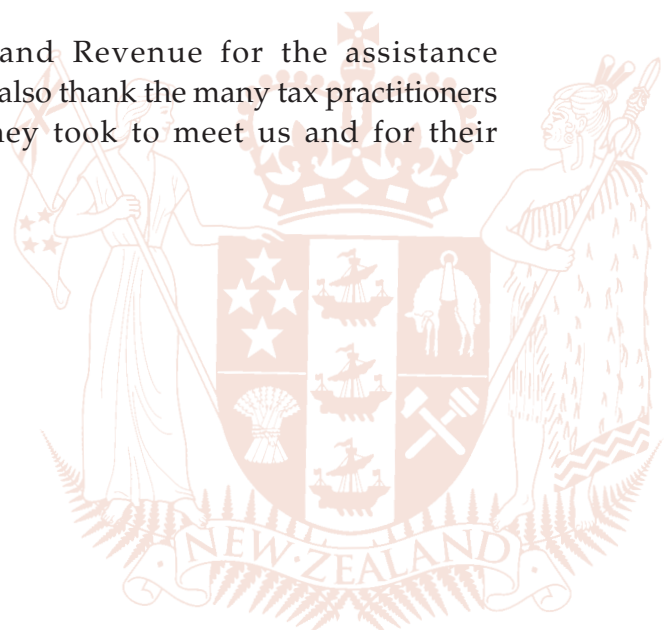 and Revenue for the assistance
also thank the many tax practitioners
ey took to meet us and for their
NEW·ZEALAND